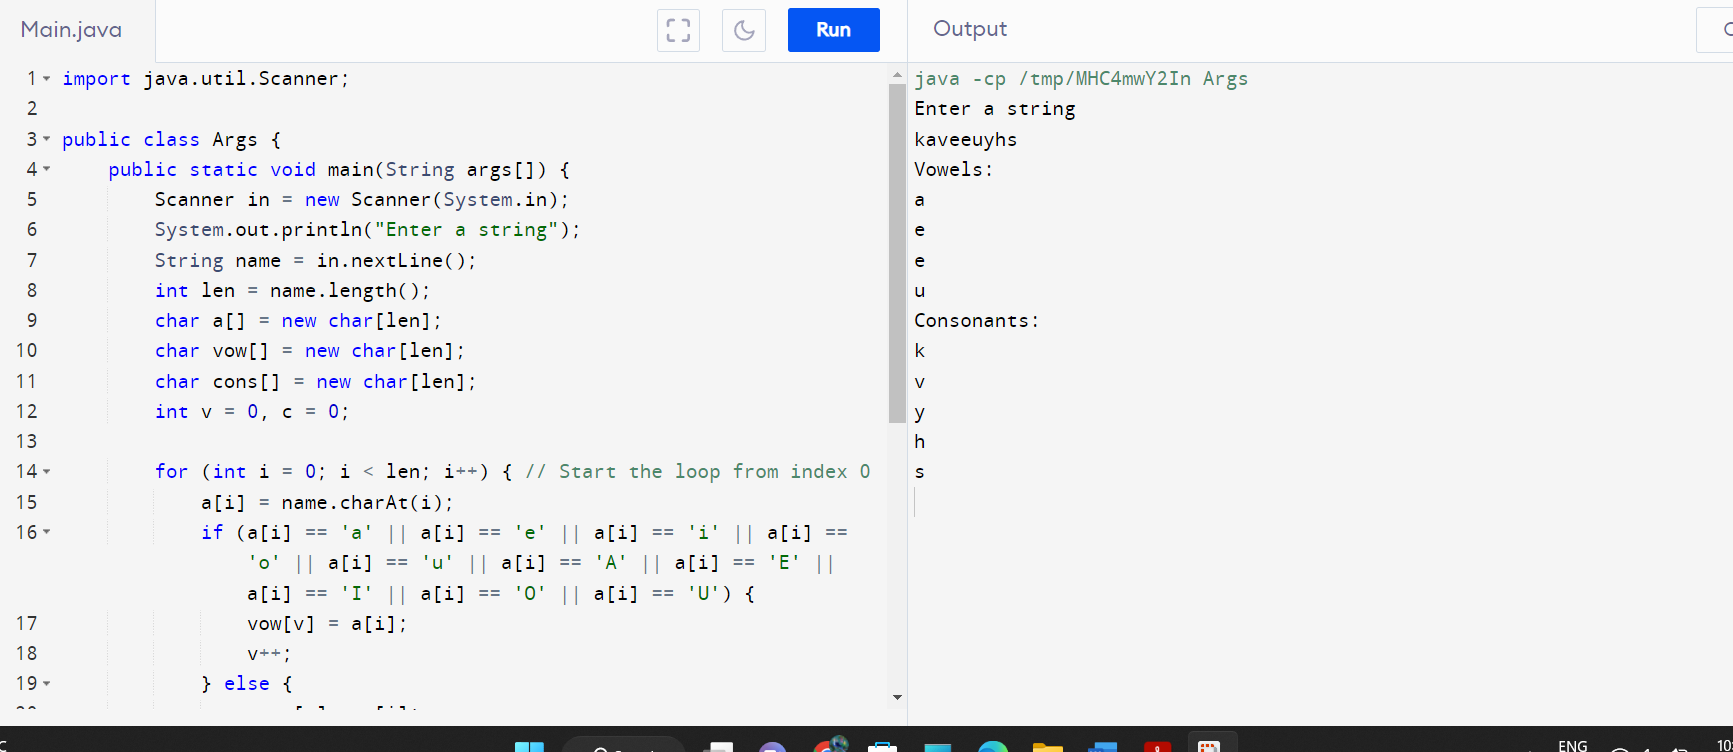 Main.java
Run
Output
1 import java.util.Scanner;
2
3 public class Args {
4 public static void main(String args[]) {
5 Scanner in = new Scanner(System.in);
6 System.out.println("Enter a string");
7 String name = in.nextLine();
8 int len = name.length();
9 char a[] = new char[len];
10 char vow[] = new char[len];
11 char cons[] = new char[len];
12 int v = 0, c = 0;
13
14 for (int i = 0; i < len; i++) { // Start the loop from index 0
15 a[i] = name.charAt(i);
16 if (a[i] == 'a' || a[i] == 'e' || a[i] == 'i' || a[i] ==
'o' || a[i] == 'u' || a[i] == 'A' || a[i] == 'E' ||
a[i] == 'I' || a[i] == 'O' || a[i] == 'U') {
17 vow[v] = a[i];
18 v++;
19 } else {
java -cp /tmp/MHC4mwY2In Args
Enter a string
kaveeuyhs
Vowels:
a
e
e
u
Consonants:
k
v
y
h
s
ENG